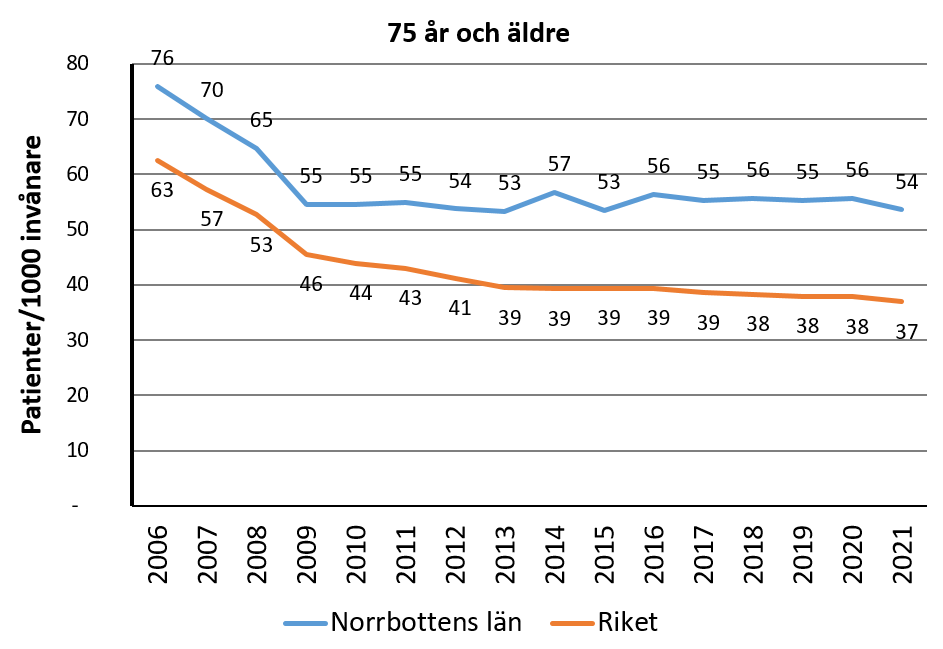 75 år och äldre
Patienter/1000 invånare
80
70
60
50
40
30
20
10
-
76 70 65 55 55 55 54 53 57 53 56 55 56 55 56 54
63 57 53 46 44 43 41 39 39 39 39 39 38 38 38 37
2006 2007 2008 2009 2010 2011 2012 2013 2014 2015 2016 2017 2018 2019 2020 2021
Norrbottens län Riket